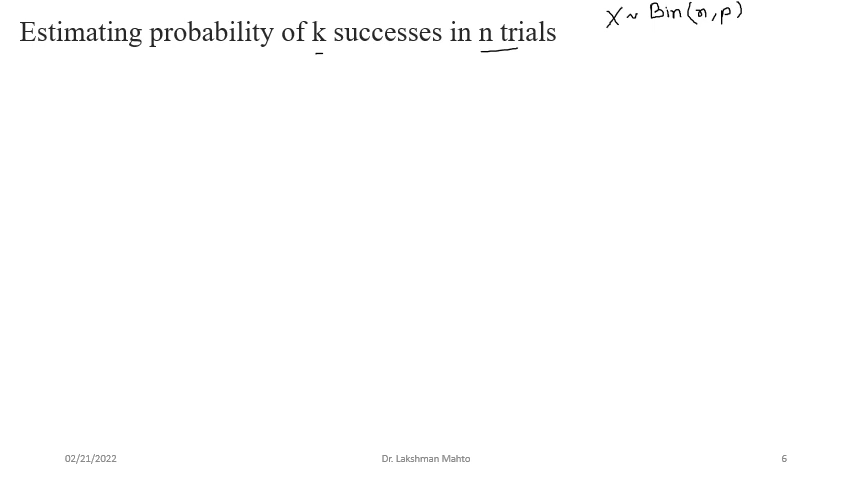 Estimating probability of k successes in n trials
X ~ Bin(n,p)
02/21/2022
Dr. Lakshman Mahto
6